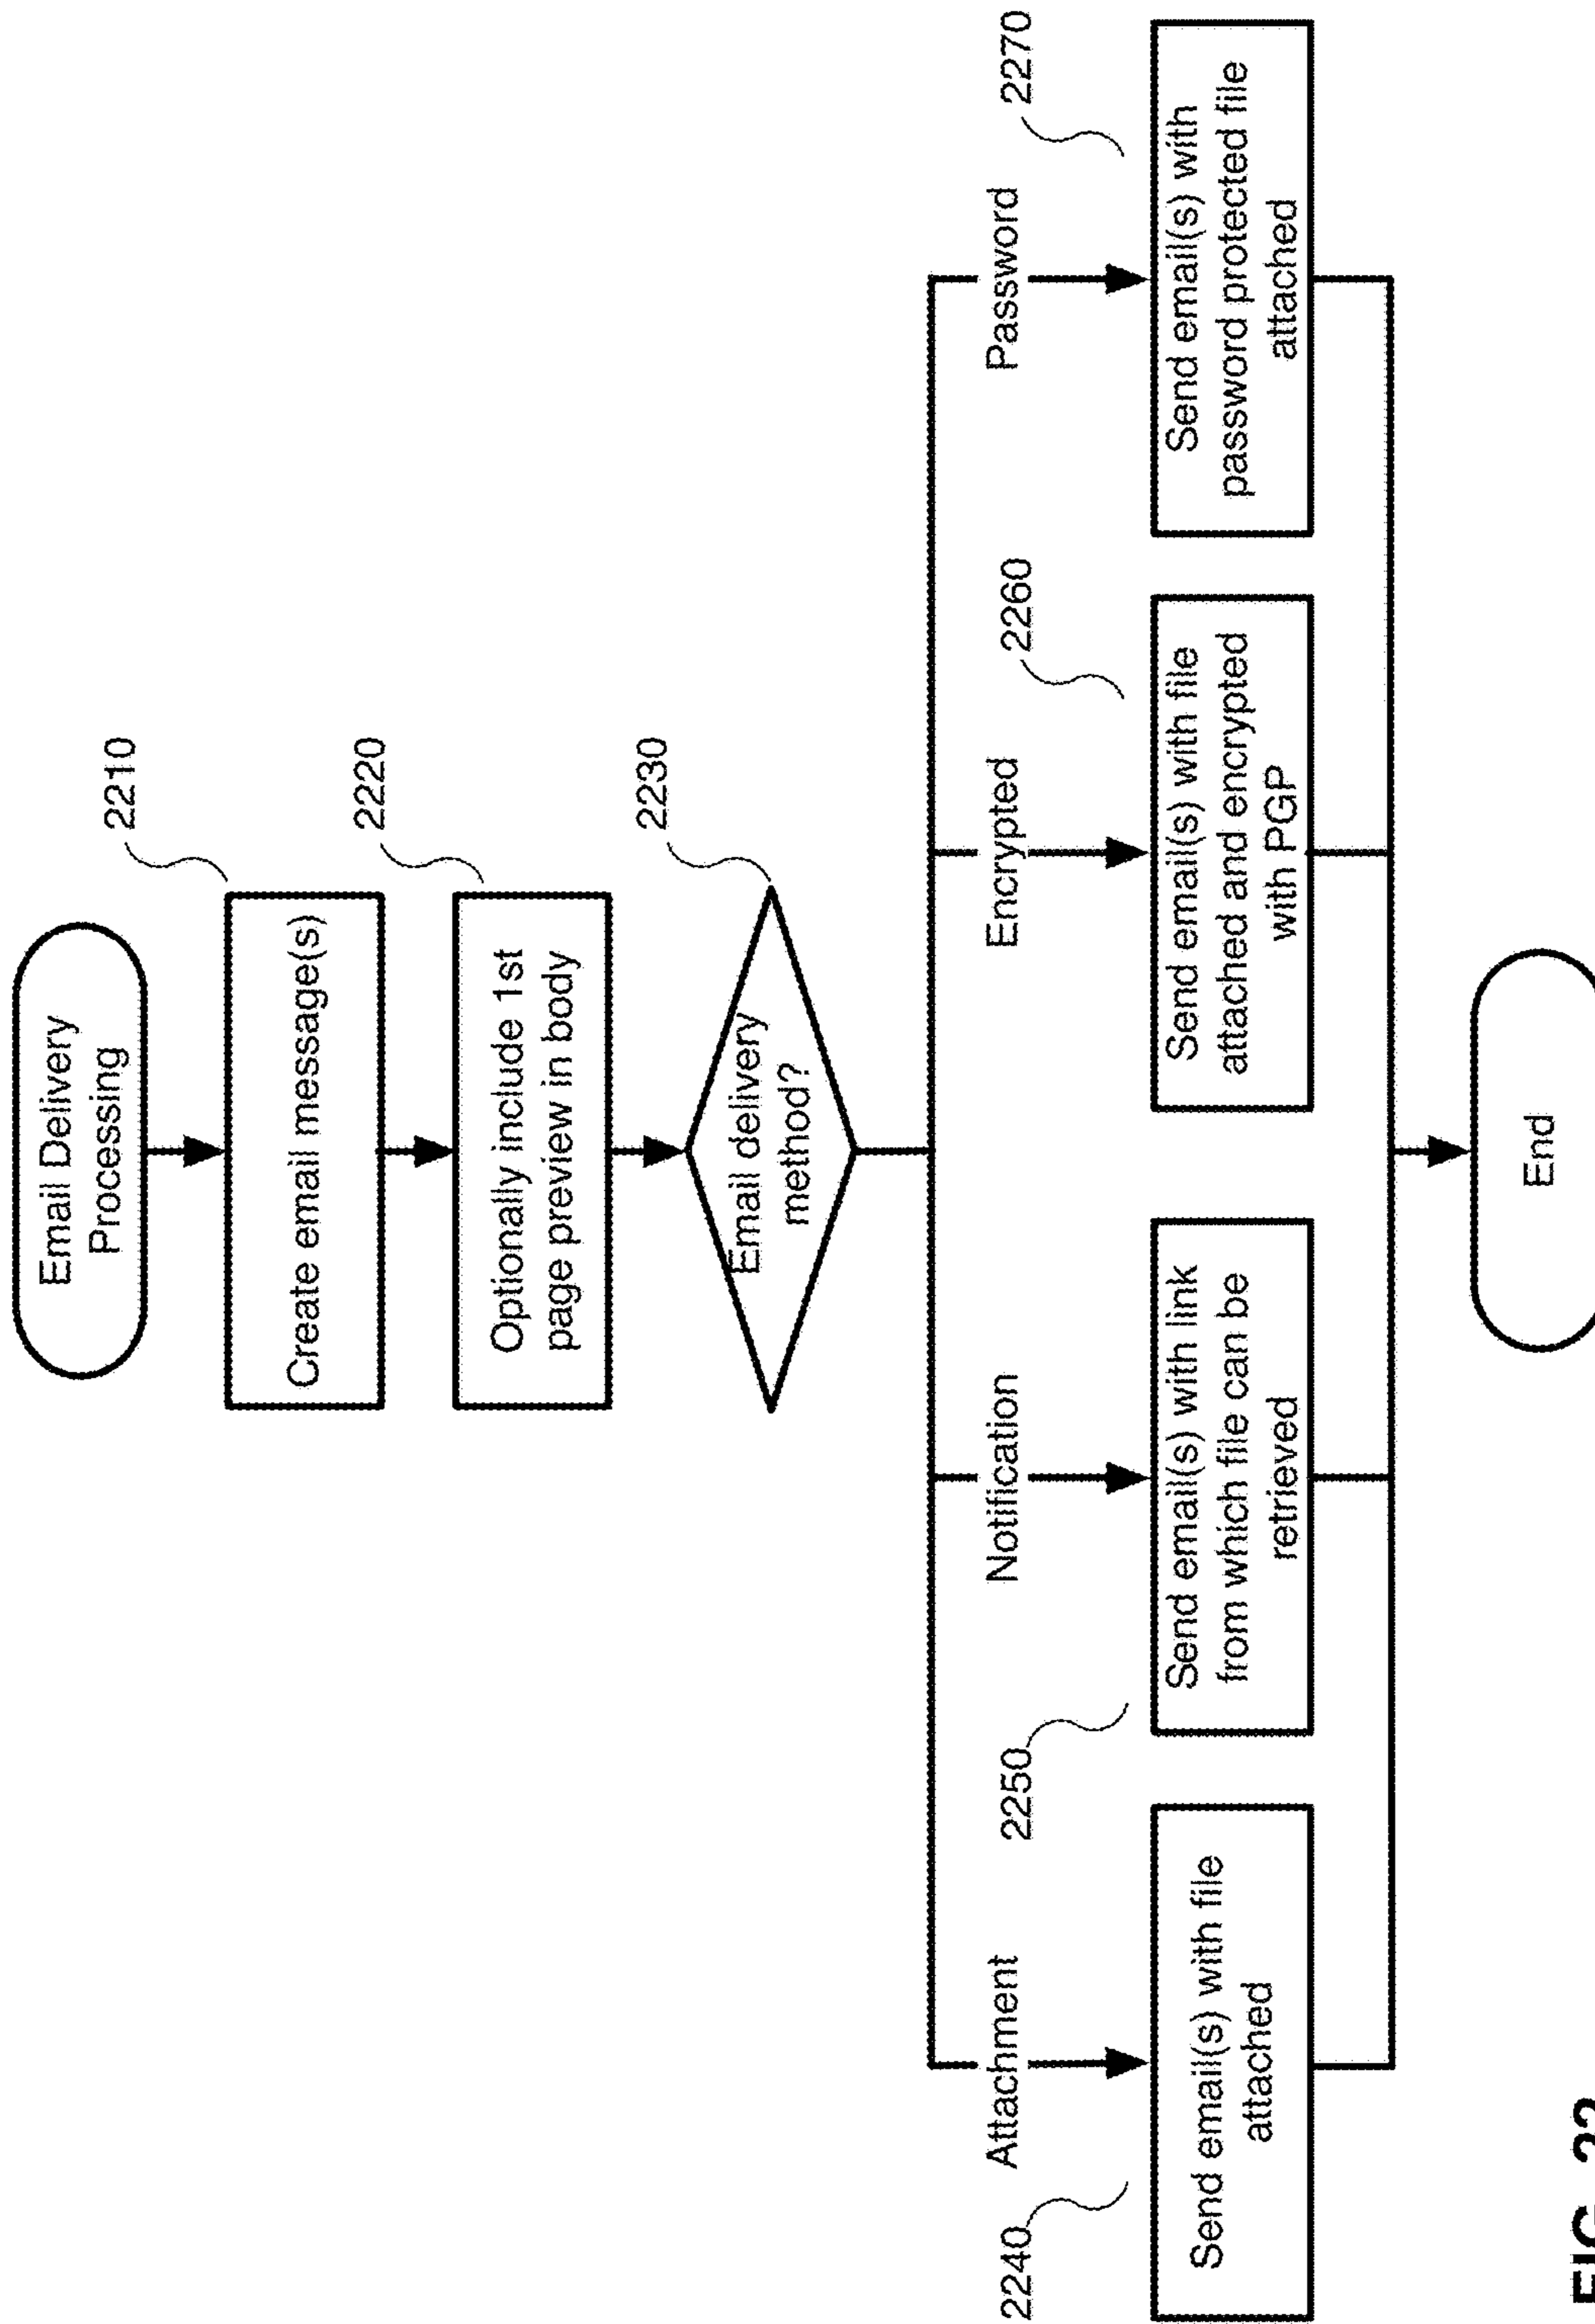 Email Delivery
Processing
2210
Create email message(s)
2220
Optionally include 1st
page preview in body
2230
Email delivery
method?
Attachment
Notification
Encrypted
Password
2240
2250
2260
2270
Send email(s) with file
attached
Send email(s) with link
from which file can be
retrieved
Send email(s) with file
attached and encrypted
with PGP
Send email(s) with
password protected file
attached
End
FIG. 22